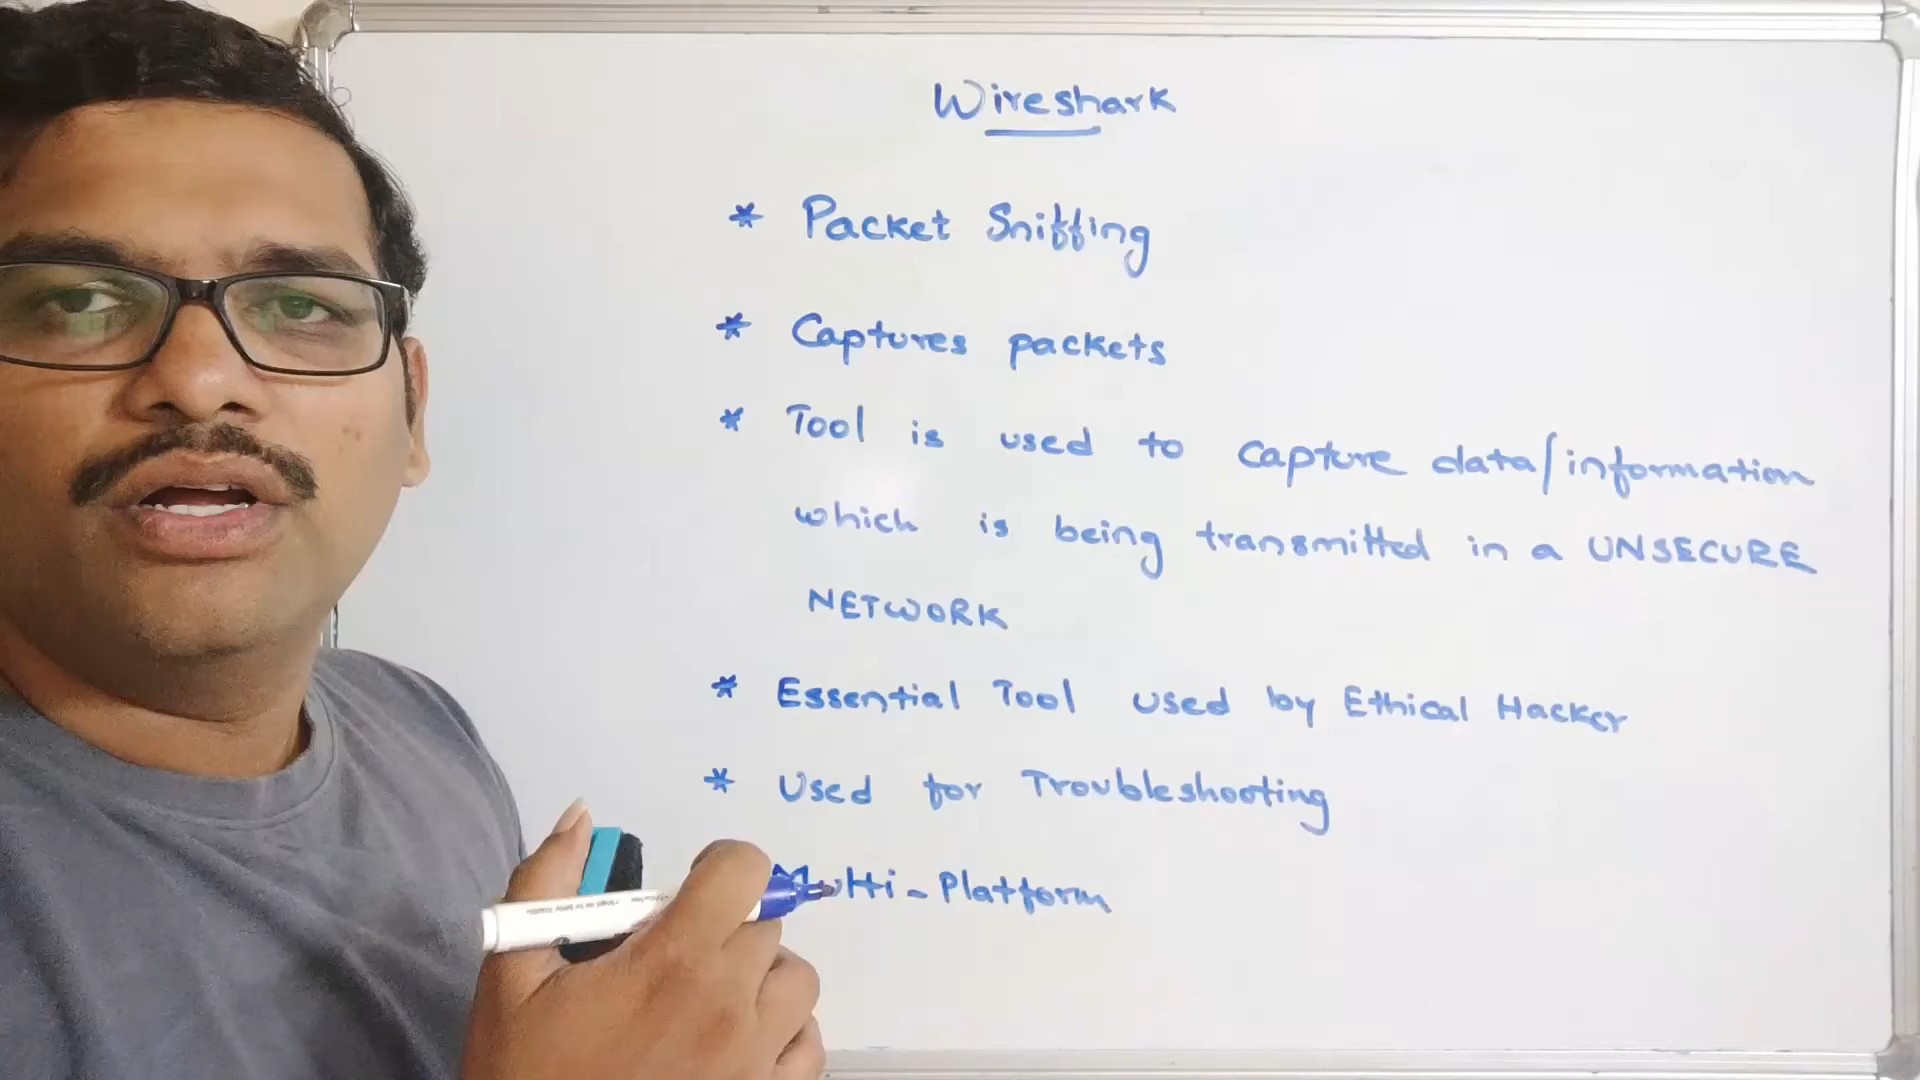 Wireshark
* Packet Sniffing
* Captures packets
* Tool is used to capture data/information
which is being transmitted in a UNSECURE
NETWORK
* Essential Tool used by Ethical Hacker
* Used for Troubleshooting
Multi-Platform